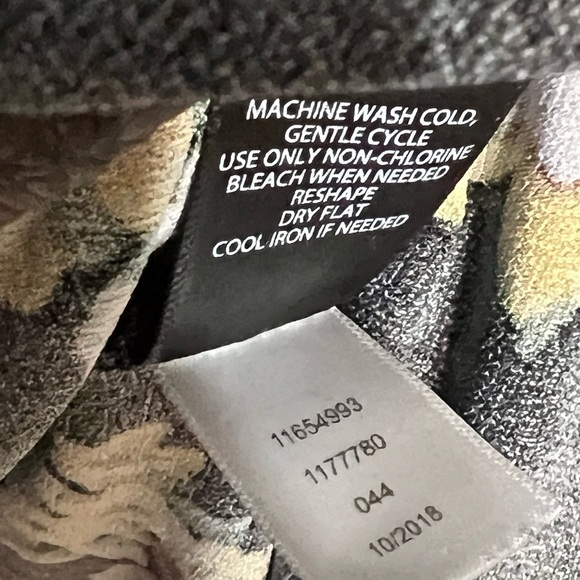 MACHINE WASH COLD,
GENTLE CYCLE
USE ONLY NON-CHLORINE
BLEACH WHEN NEEDED
RESHAPE
DRY FLAT
COOL IRON IF NEEDED
11654993
1177780
044
10/2018